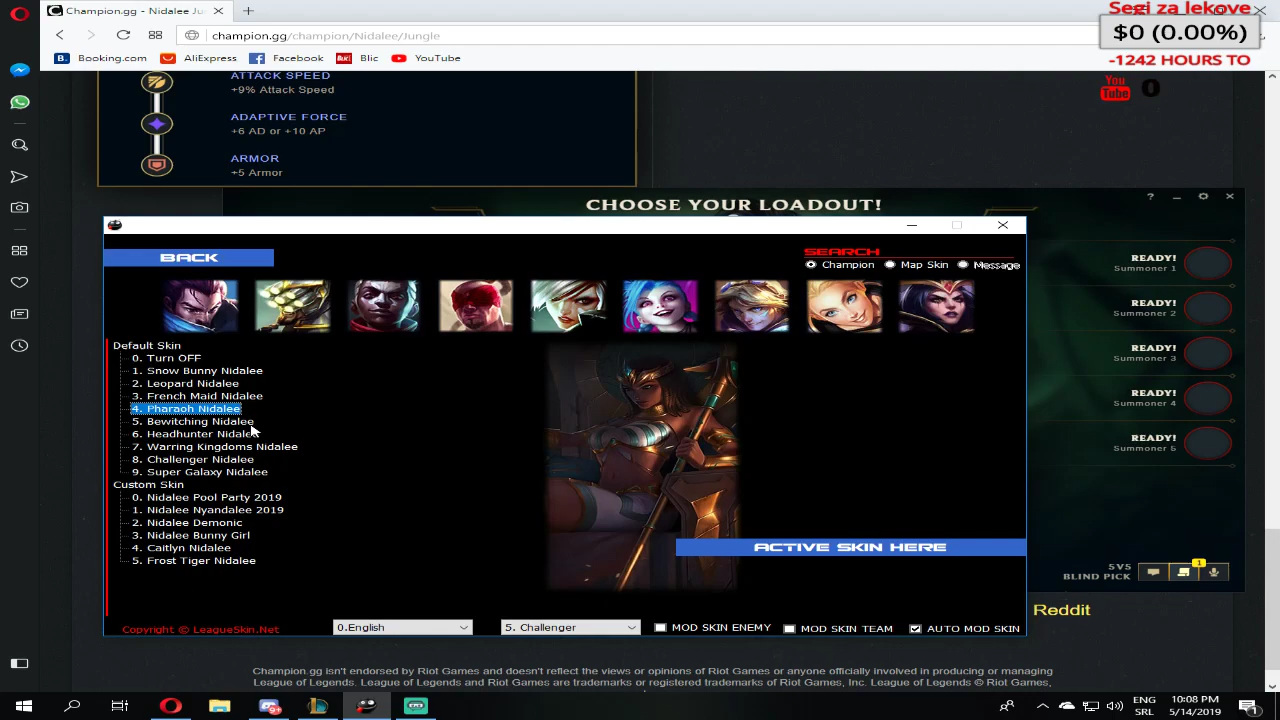 Champion.gg - Nidalee Ju
Segi za lekove
$0 (0.00%)
-1242 HOURS TO
You
Tube 0
champion.gg/champion/Nidalee/Jungle
B. Booking.com AliExpress Facebook Blic Blic YouTube
ATTACK SPEED
+9% Attack Speed
ADAPTIVE FORCE
+6 AD or +10 AP
ARMOR
+5 Armor
CHOOSE YOUR LOADOUT!
?
BACK
SEARCH
Champion Map Skin Message
READY!
Summoner 1
READY!
Summoner 2
READY!
Summoner 3
READY!
Summoner 4
READY!
Summoner 5
Default Skin
0. Turn OFF
1. Snow Bunny Nidalee
2. Leopard Nidalee
3. French Maid Nidalee
4. Pharaoh Nidalee
5. Bewitching Nidalee
6. Headhunter Nidalee
7. Warring Kingdoms Nidalee
8. Challenger Nidalee
9. Super Galaxy Nidalee
Custom Skin
0. Nidalee Pool Party 2019
1. Nidalee Nyandalee 2019
2. Nidalee Demonic
3. Nidalee Bunny Girl
4. Caitlyn Nidalee
5. Frost Tiger Nidalee
ACTIVE SKIN HERE
5V5
BLIND PICK
1
Reddit
Copyright © LeagueSkin.Net
0.English
5. Challenger
MOD SKIN ENEMY
MOD SKIN TEAM
AUTO MOD SKIN
Champion.gg isn't endorsed by Riot Games and doesn't reflect the views or opinions of Riot Games or anyone officially involved in producing or managing
League of Legends. League of Legends and Riot Games are trademarks or registered trademarks of Riot Games, Inc. League of Legends © Riot Games,
9+
ENG
SRL
10:08 PM
5/14/2019
1